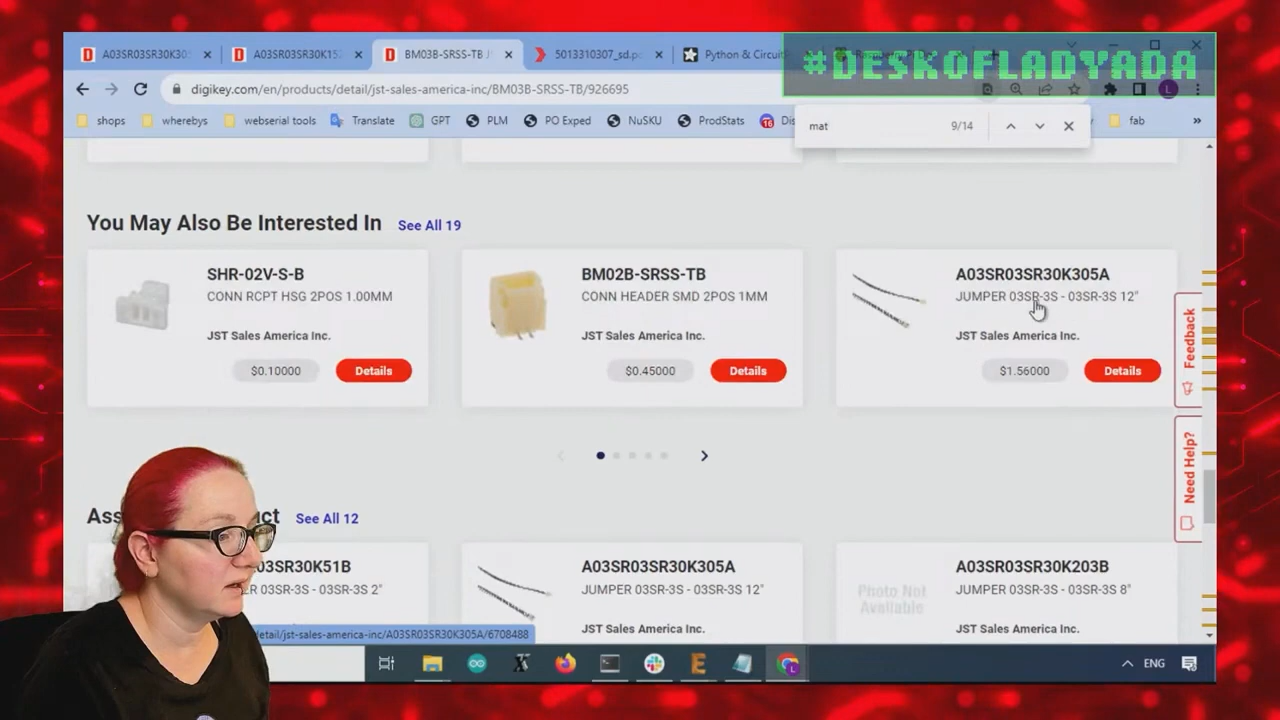 #DESKOFLADYADA
A03SR03SR30K305
A03SR03SR30K15
BM03B-SRSS-TB J
5013310307_sd.p
Python & Circuit
digikey.com/en/products/detail/jst-sales-america-inc/BM03B-SRSS-TB/926695
shops
whereby
webserial tools
Translate
GPT
PLM
PO Exped
NuSKU
ProdStats
16
Dis
fab
»
mat
9/14
You May Also Be Interested In
See All 19
SHR-02V-S-B
CONN RCPT HSG 2POS 1.00MM
JST Sales America Inc.
$0.10000
Details
BM02B-SRSS-TB
CONN HEADER SMD 2POS 1MM
JST Sales America Inc.
$0.45000
Details
A03SR03SR30K305A
JUMPER 03SR-3S - 03SR-3S 12"
JST Sales America Inc.
$1.56000
Details
Feedback
Need Help?
Ass
ct
See All 12
03SR30K51B
R 03SR-3S - 03SR-3S 2"
A03SR03SR30K305A
JUMPER 03SR-3S - 03SR-3S 12"
JST Sales America Inc.
Photo Not
Available
A03SR03SR30K203B
JUMPER 03SR-3S - 03SR-3S 8"
JST Sales America Inc.
detail/jst-sales-america-inc/A03SR03SR30K305A/6708488
ENG